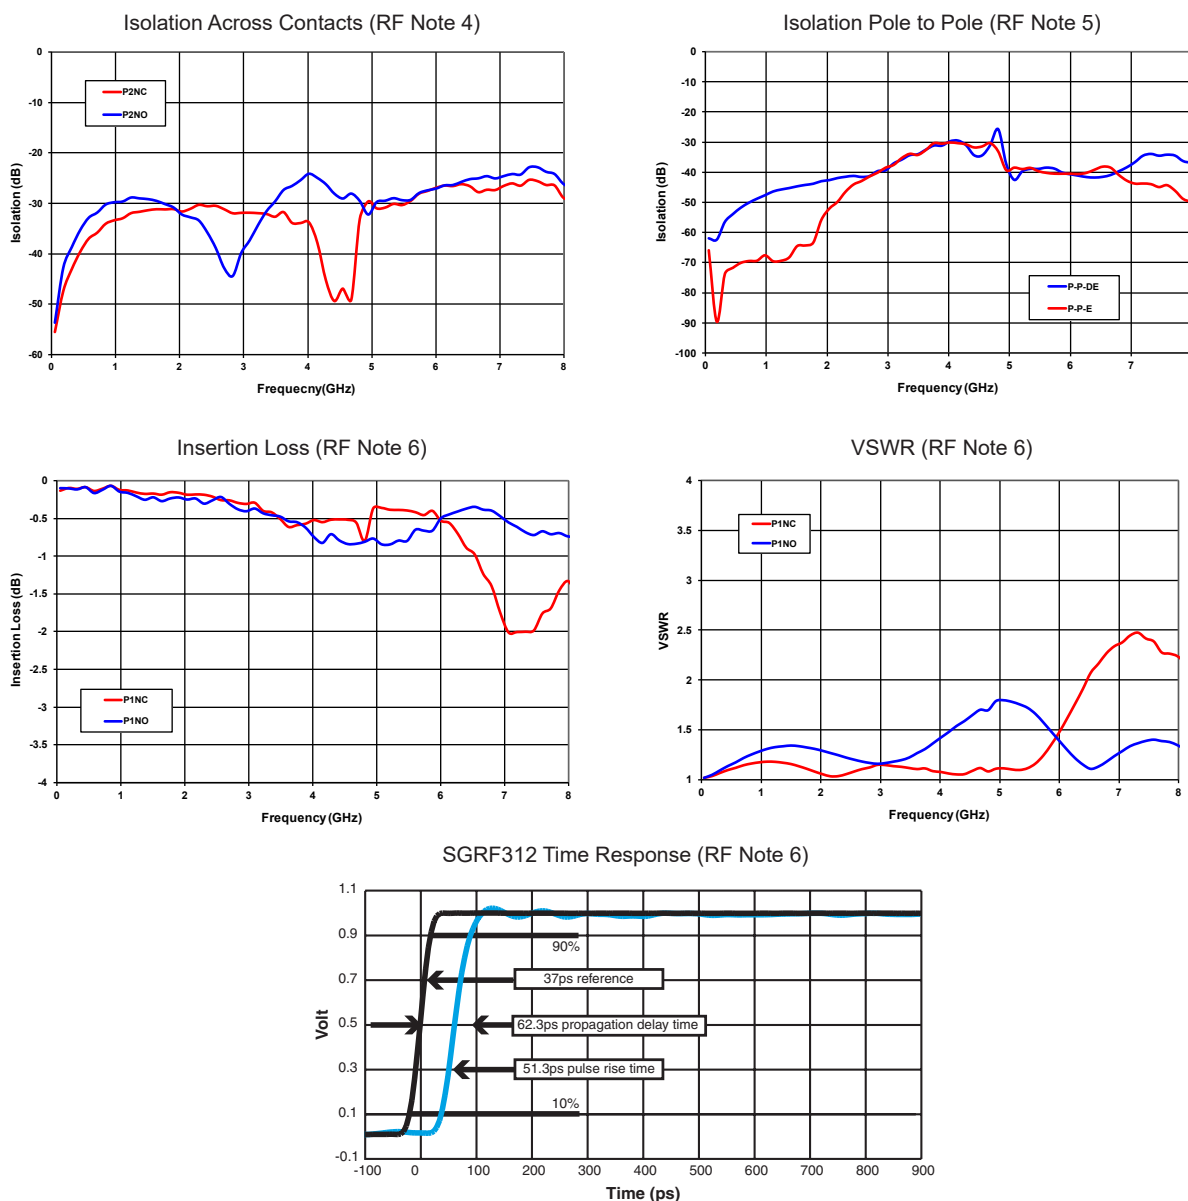 Isolation Across Contacts (RF Note 4)
0
-10
-20
-30
-40
-50
-60
Isolation (dB)
P2NC
P2NO
0 1 2 3 4 5 6 7 8
Frequecny(GHz)
Isolation Pole to Pole (RF Note 5)
0
-10
-20
-30
-40
-50
-60
-70
-80
-90
-100
Isolation (dB)
P-P-DE
P-P-E
0 1 2 3 4 5 6 7
Frequency(GHz)
Insertion Loss (RF Note 6)
0
-0.5
-1
-1.5
-2
-2.5
-3
-3.5
-4
Insertion Loss (dB)
P1NC
P1NO
0 1 2 3 4 5 6 7 8
Frequency(GHz)
VSWR (RF Note 6)
4
3.5
3
2.5
2
1.5
1
VSWR
P1NC
P1NO
0 1 2 3 4 5 6 7 8
Frequency(GHz)
SGRF312 Time Response (RF Note 6)
1.1
0.9
0.7
0.5
0.3
0.1
-0.1
Volt
90%
37ps reference
62.3ps propagation delay time
51.3ps pulse rise time
10%
-100 0 100 200 300 400 500 600 700 800 900
Time (ps)